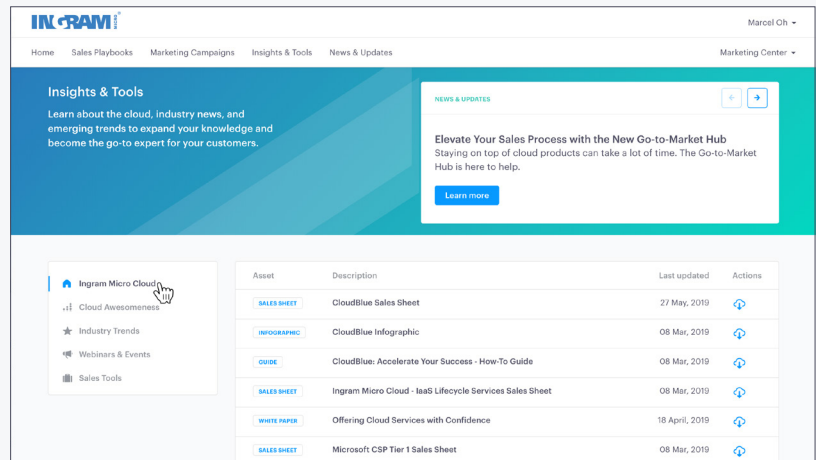 INGRAM MICRO
Marcel Oh
Home Sales Playbooks Marketing Campaigns Insights & Tools News & Updates Marketing Center
Insights & Tools
Learn about the cloud, industry news, and
emerging trends to expand your knowledge and
become the go-to expert for your customers.
NEWS & UPDATES
Elevate Your Sales Process with the New Go-to-Market Hub
Staying on top of cloud products can take a lot of time. The Go-to-Market
Hub is here to help.
Learn more
Ingram Micro Cloud
Cloud Awesomeness
Industry Trends
Webinars & Events
Sales Tools
Asset Description Last updated Actions
SALES SHEET CloudBlue Sales Sheet 27 May, 2019
INFOGRAPHIC CloudBlue Infographic 08 Mar, 2019
GUIDE CloudBlue: Accelerate Your Success - How-To Guide 08 Mar, 2019
SALES SHEET Ingram Micro Cloud - IaaS Lifecycle Services Sales Sheet 08 Mar, 2019
WHITE PAPER Offering Cloud Services with Confidence 18 April, 2019
SALES SHEET Microsoft CSP Tier 1 Sales Sheet 08 Mar, 2019